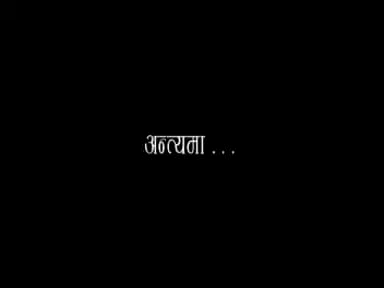 अन्त्यमा . . .